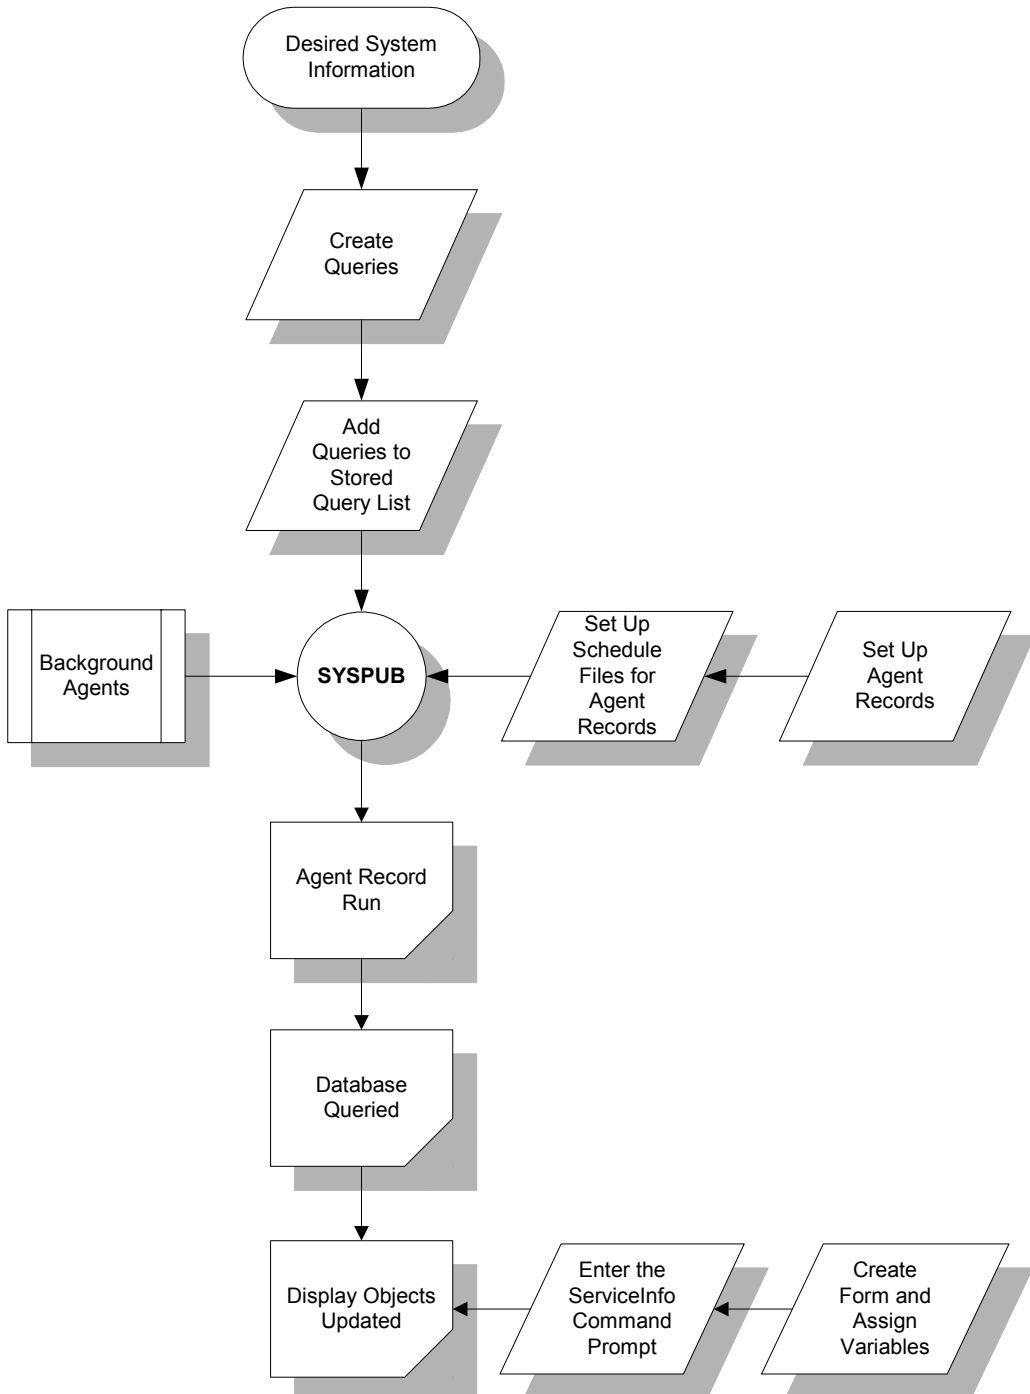 Desired System
Information
Create
Queries
Add
Queries to
Stored
Query List
Background
Agents
SYSPUB
Set Up
Schedule
Files for
Agent
Records
Set Up
Agent
Records
Agent Record
Run
Database
Queried
Display Objects
Updated
Enter the
ServiceInfo
Command
Prompt
Create
Form and
Assign
Variables